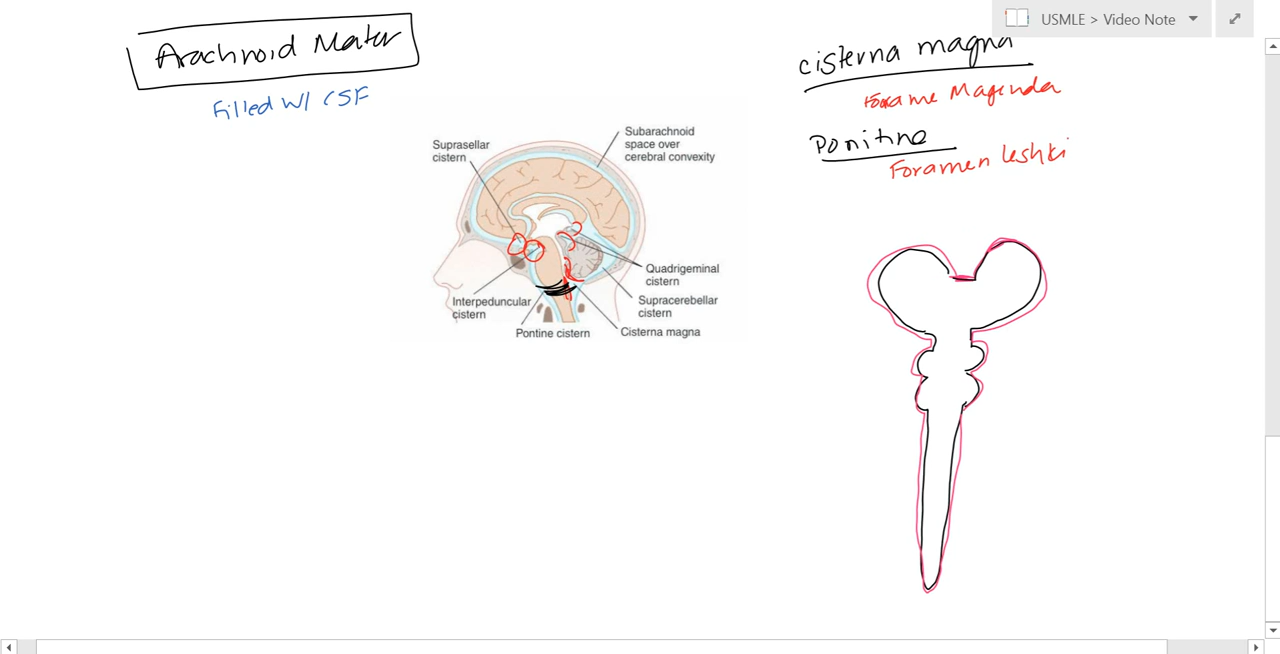 USMLE > Video Note
Arachnoid Mater
Filled w/ CSF
cisterna magna
Forame Magenda
Ponitine
Foramen leshki
Suprasellar
cistern
Subarachnoid
space over
cerebral convexity
Quadrigeminal
cistern
Interpeduncular
cistern
Supracerebellar
cistern
Pontine cistern
Cisterna magna